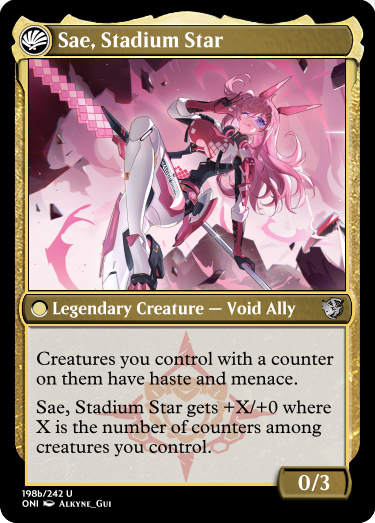 Sae, Stadium Star
Legendary Creature — Void Ally
Creatures you control with a counter
on them have haste and menace.
Sae, Stadium Star gets +X/+0 where
X is the number of counters among
creatures you control.
0/3
198b/242 U
ONI Alkyne_Gui